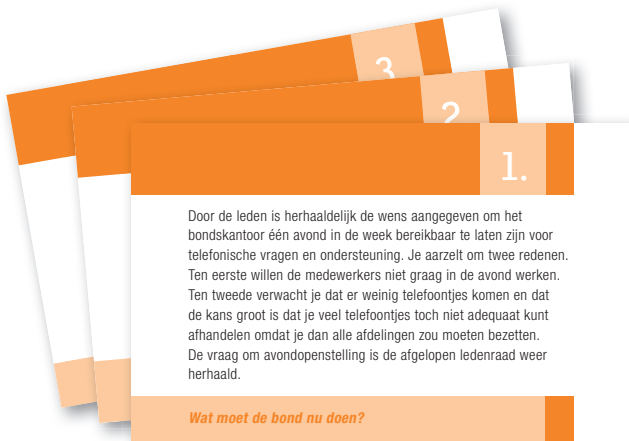 3
2
1.
Door de leden is herhaaldelijk de wens aangegeven om het
bondskantoor één avond in de week bereikbaar te laten zijn voor
telefonische vragen en ondersteuning. Je aarzelt om twee redenen.
Ten eerste willen de medewerkers niet graag in de avond werken.
Ten tweede verwacht je dat er weinig telefoontjes komen en dat
de kans groot is dat je veel telefoontjes toch niet adequaat kunt
afhandelen omdat je dan alle afdelingen zou moeten bezetten.
De vraag om avondopenstelling is de afgelopen ledenraad weer
herhaald.
Wat moet de bond nu doen?